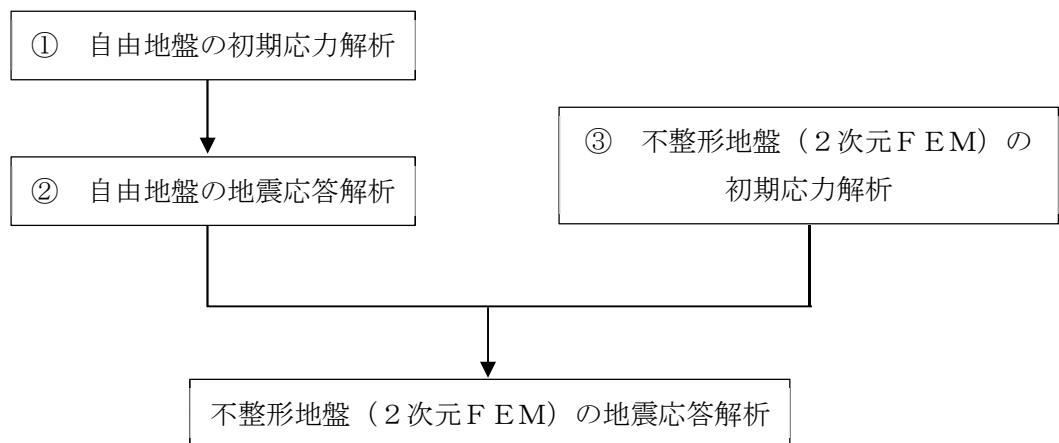 ① 自由地盤の初期応力解析
② 自由地盤の地震応答解析
③ 不整形地盤（２次元ＦＥＭ）の
初期応力解析
不整形地盤（２次元ＦＥＭ）の地震応答解析